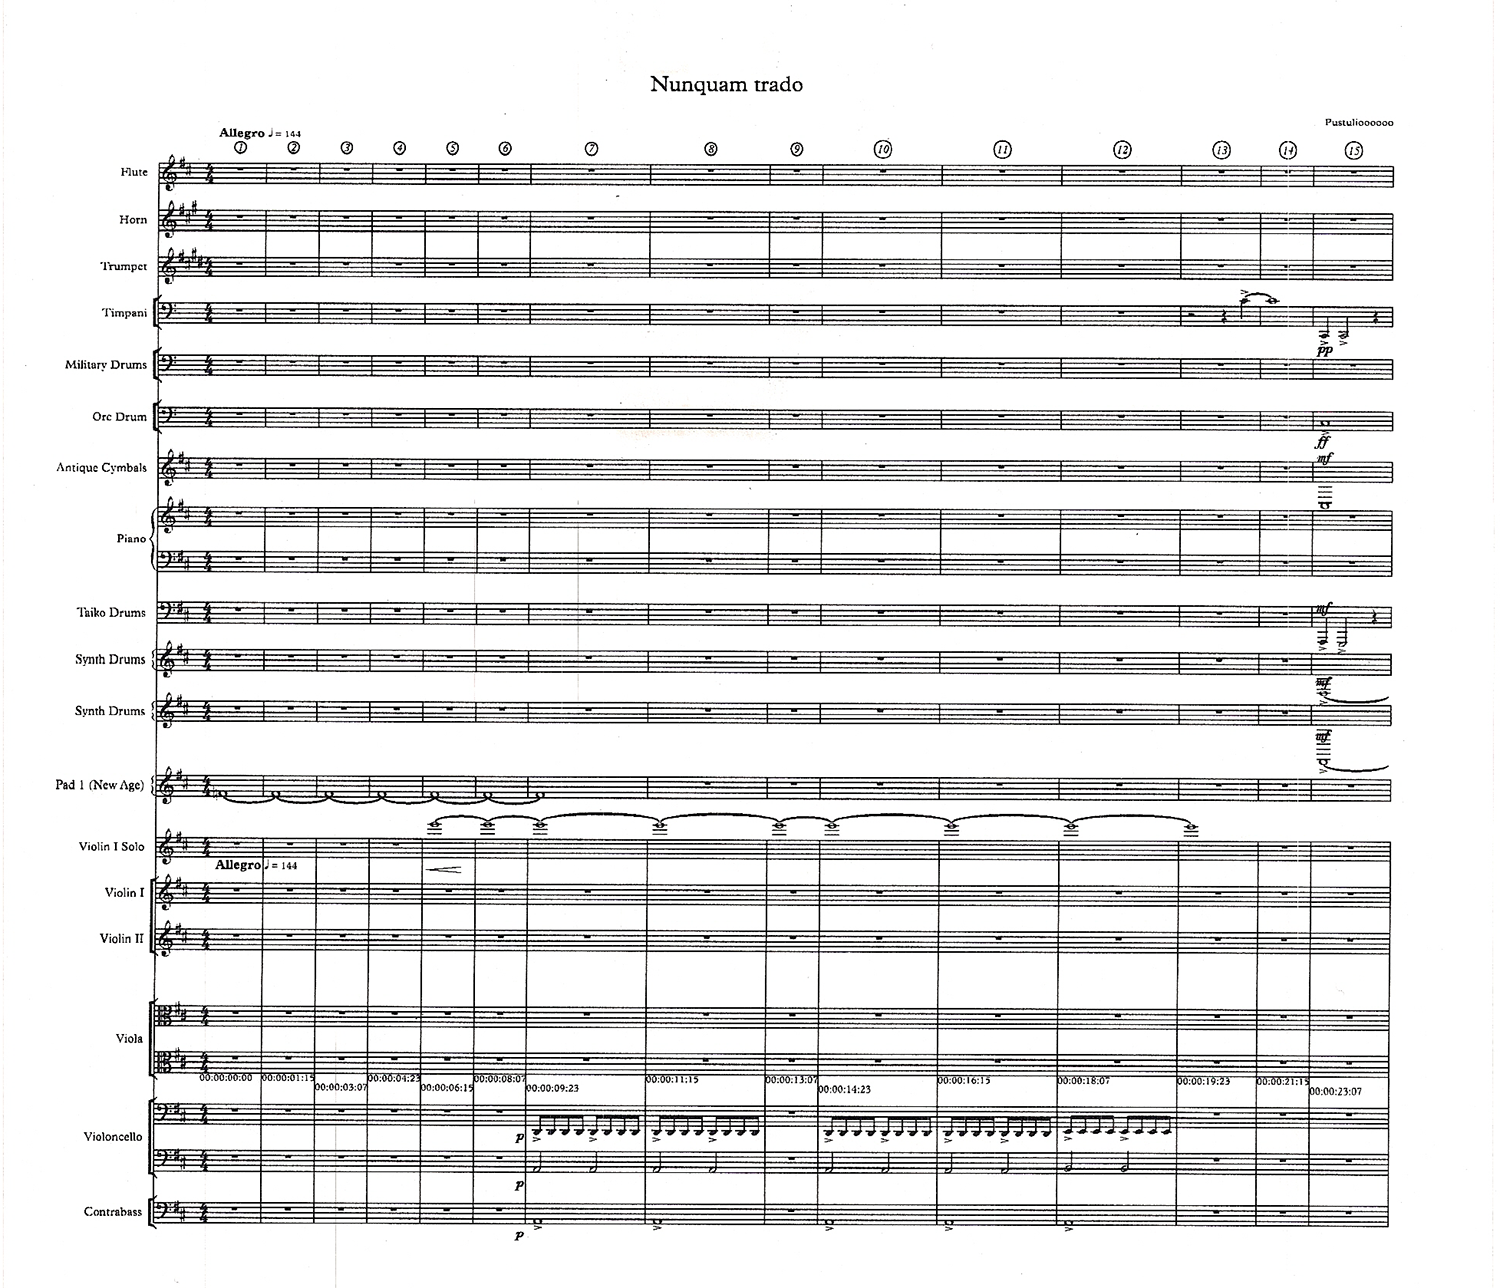 Nunquam trado
Pustulioooooo
Allegro ♩= 144
1 2 3 4 5 6 7 8 9 10 11 12 13 14 15
Flute
Horn
Trumpet
Timpani
pp
Military Drums
Orc Drum
ff
Antique Cymbals
mf
Piano
Taiko Drums
mf
Synth Drums
mf
Synth Drums
mf
Pad 1 (New Age)
Violin I Solo
Allegro ♩= 144
Violin I
Violin II
Viola
00:00:00:00 00:00:01:15 00:00:03:07 00:00:04:23 00:00:06:15 00:00:08:07 00:00:09:23 00:00:11:15 00:00:13:07 00:00:14:23 00:00:16:15 00:00:18:07 00:00:19:23 00:00:21:15 00:00:23:07
Violoncello
p
p
Contrabass
p